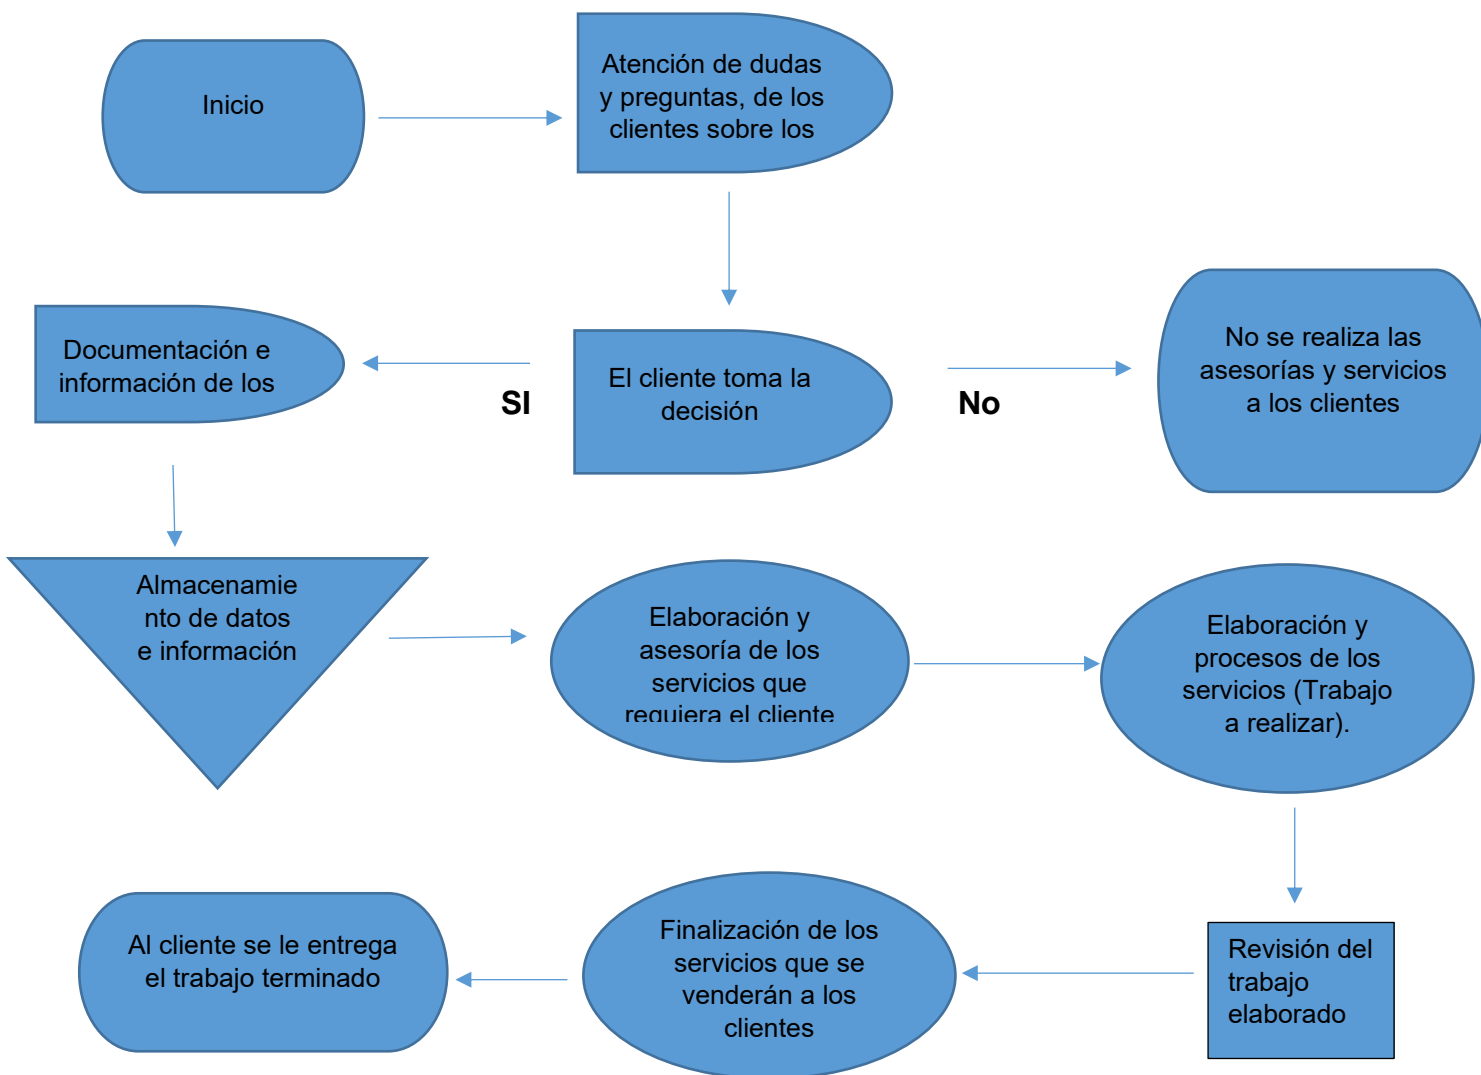 Inicio
Atención de dudas
y preguntas, de los
clientes sobre los
Documentación e
información de los
SI
El cliente toma la
decisión
No
No se realiza las
asesorías y servicios
a los clientes
Almacenamie
nto de datos
e información
Elaboración y
asesoría de los
servicios que
requiera el cliente
Elaboración y
procesos de los
servicios (Trabajo
a realizar).
Al cliente se le entrega
el trabajo terminado
Finalización de los
servicios que se
venderán a los
clientes
Revisión del
trabajo
elaborado